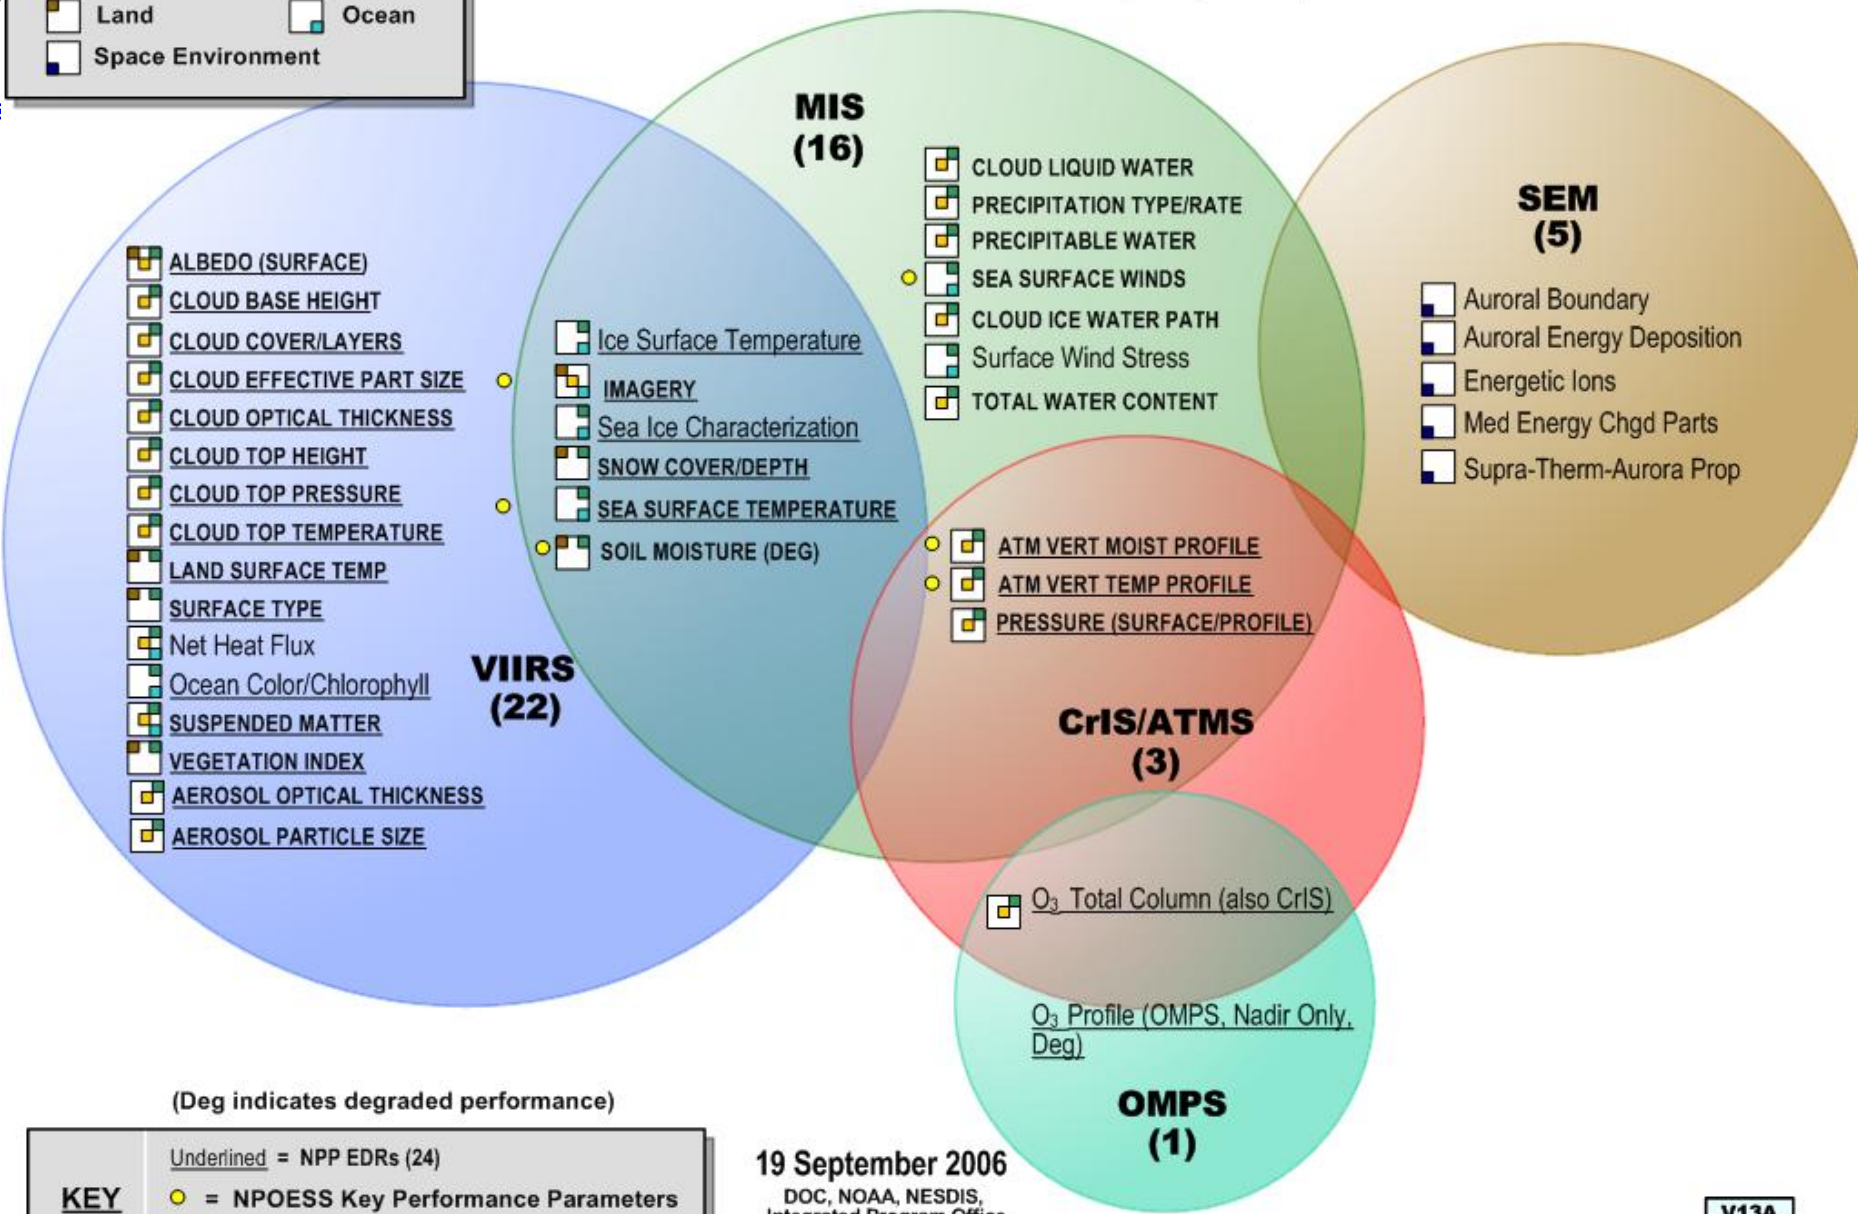 Land
Ocean
Space Environment
MIS
(16)
CLOUD LIQUID WATER
PRECIPITATION TYPE/RATE
PRECIPITABLE WATER
SEA SURFACE WINDS
CLOUD ICE WATER PATH
Surface Wind Stress
TOTAL WATER CONTENT
SEM
(5)
Auroral Boundary
Auroral Energy Deposition
Energetic Ions
Med Energy Chgd Parts
Supra-Therm-Aurora Prop
ALBEDO (SURFACE)
CLOUD BASE HEIGHT
CLOUD COVER/LAYERS
CLOUD EFFECTIVE PART SIZE
CLOUD OPTICAL THICKNESS
CLOUD TOP HEIGHT
CLOUD TOP PRESSURE
CLOUD TOP TEMPERATURE
LAND SURFACE TEMP
SURFACE TYPE
Net Heat Flux
Ocean Color/Chlorophyll
SUSPENDED MATTER
VEGETATION INDEX
AEROSOL OPTICAL THICKNESS
AEROSOL PARTICLE SIZE
VIIRS
(22)
Ice Surface Temperature
IMAGERY
Sea Ice Characterization
SNOW COVER/DEPTH
SEA SURFACE TEMPERATURE
SOIL MOISTURE (DEG)
ATM VERT MOIST PROFILE
ATM VERT TEMP PROFILE
PRESSURE (SURFACE/PROFILE)
CrIS/ATMS
(3)
O₃ Total Column (also CrIS)
O₃ Profile (OMPS, Nadir Only,
Deg)
OMPS
(1)
(Deg indicates degraded performance)
KEY
Underlined = NPP EDRs (24)
= NPOESS Key Performance Parameters
19 September 2006
DOC, NOAA, NESDIS,
Integrated Program Office
V13A